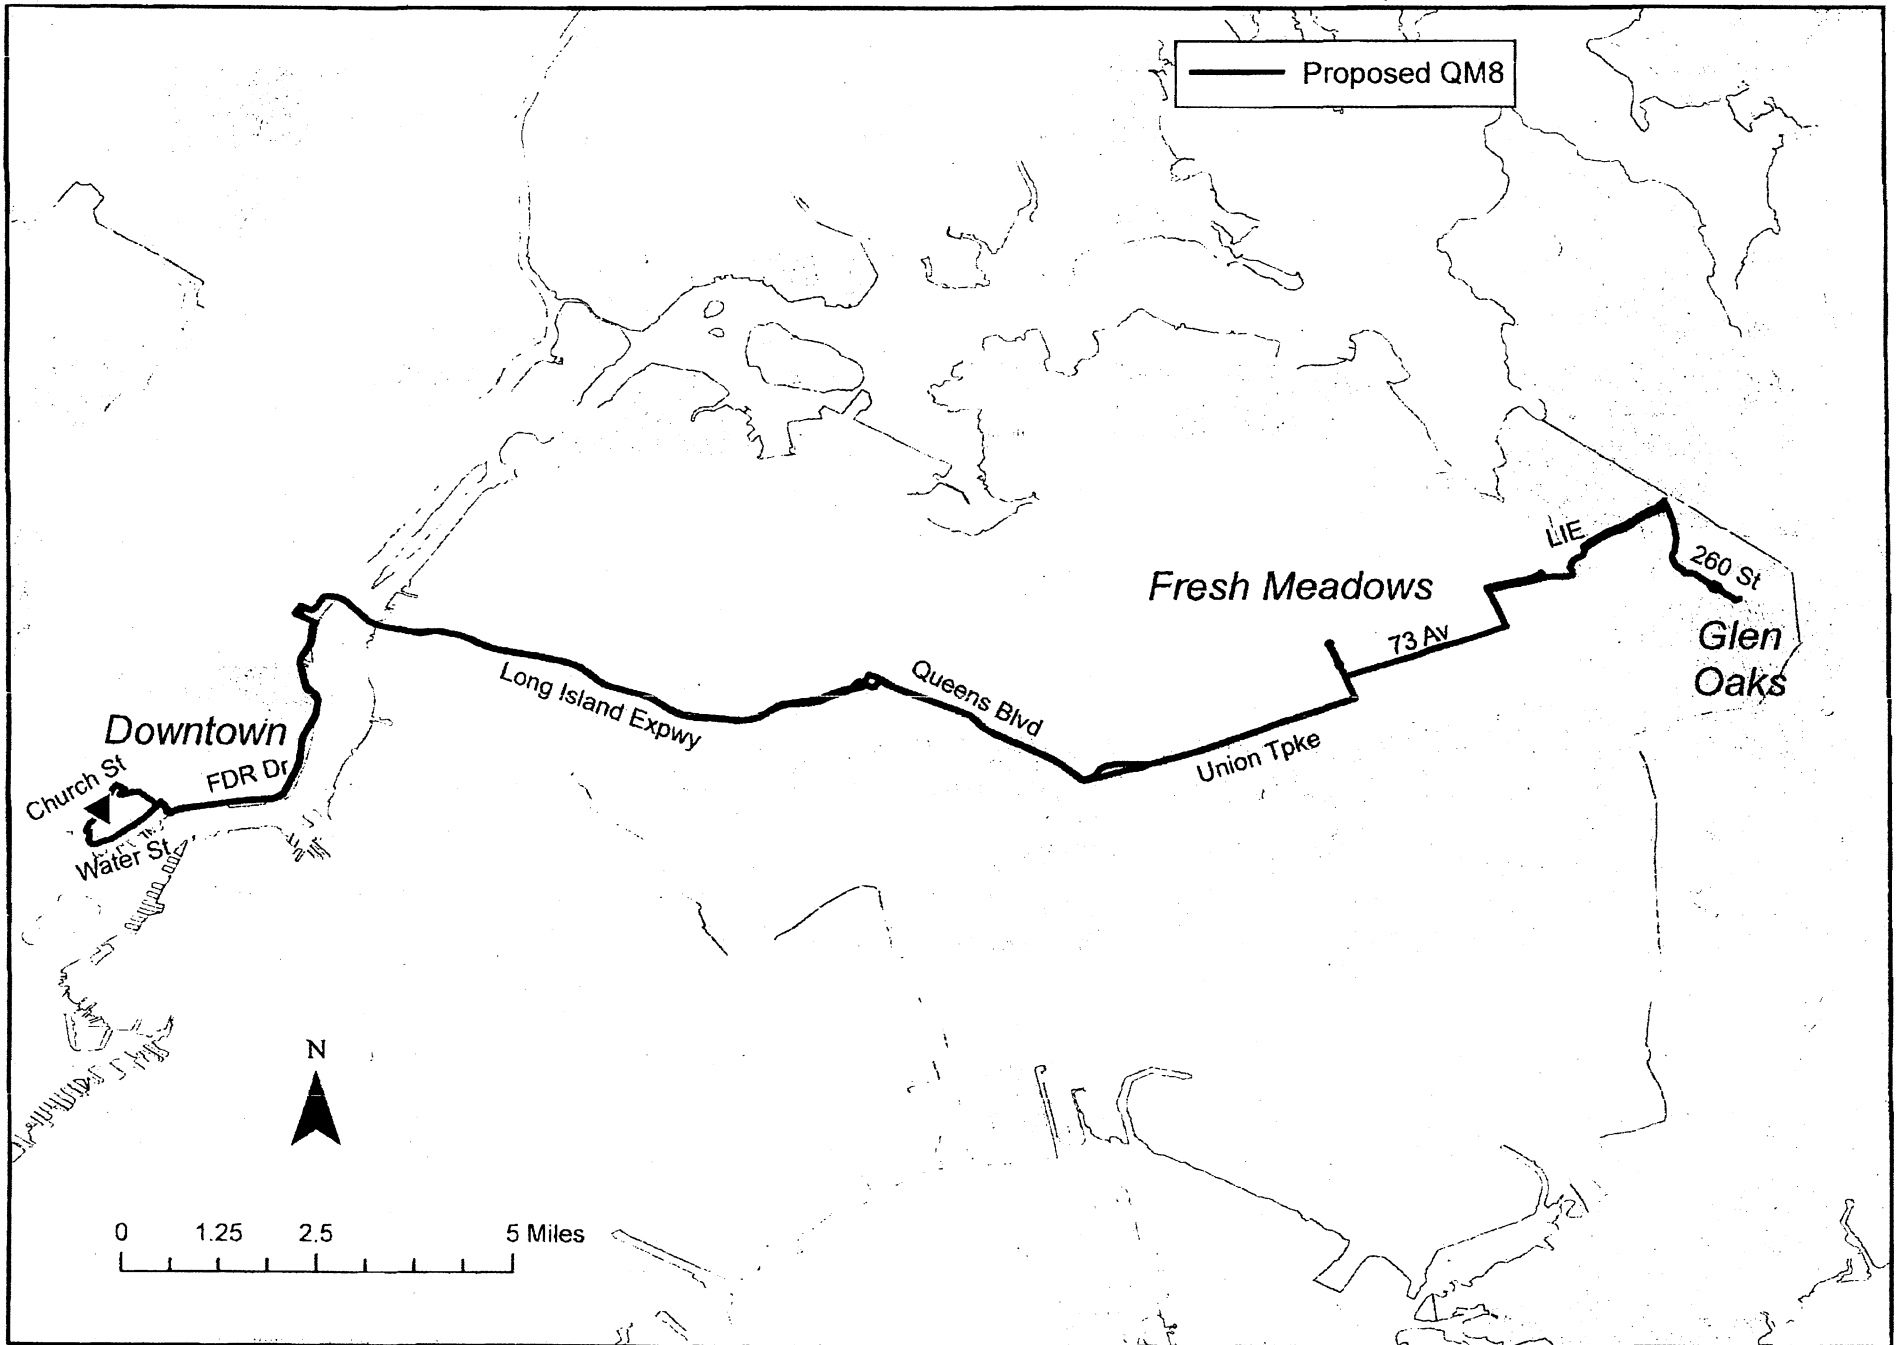 Proposed QM8
LIE
260 St
Fresh Meadows
73 Av
Glen
Oaks
Queens Blvd
Long Island Expwy
Union Tpke
Downtown
FDR Dr
Church St
Water St
N
0 1.25 2.5 5 Miles